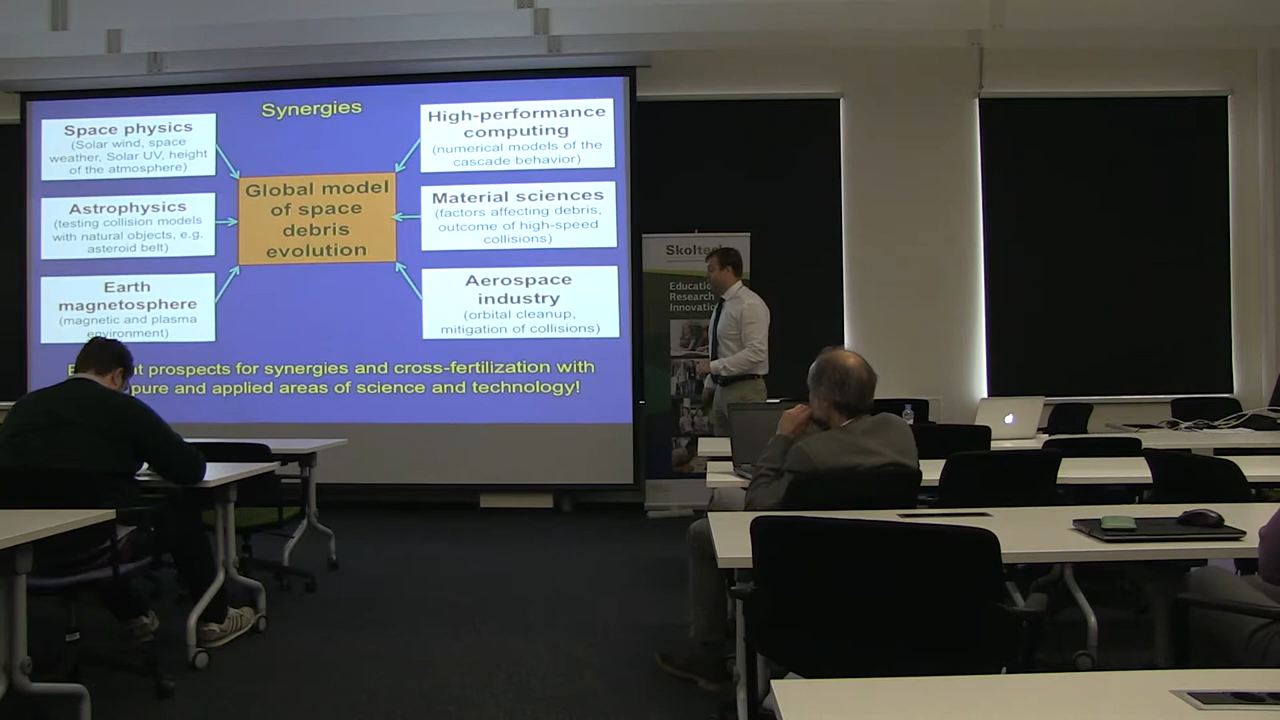 Synergies
Space physics
(Solar wind, space
weather, Solar UV, height
of the atmosphere)
Astrophysics
(testing collision models
with natural objects, e.g.
asteroid belt)
Earth
magnetosphere
(magnetic and plasma
environment)
Global model
of space
debris
evolution
High-performance
computing
(numerical models of the
cascade behavior)
Material sciences
(factors affecting debris,
outcome of high-speed
collisions)
Aerospace
industry
(orbital cleanup,
mitigation of collisions)
prospects for synergies and cross-fertilization with
pure and applied areas of science and technology!
Skoltech
Education
Research
Innovation